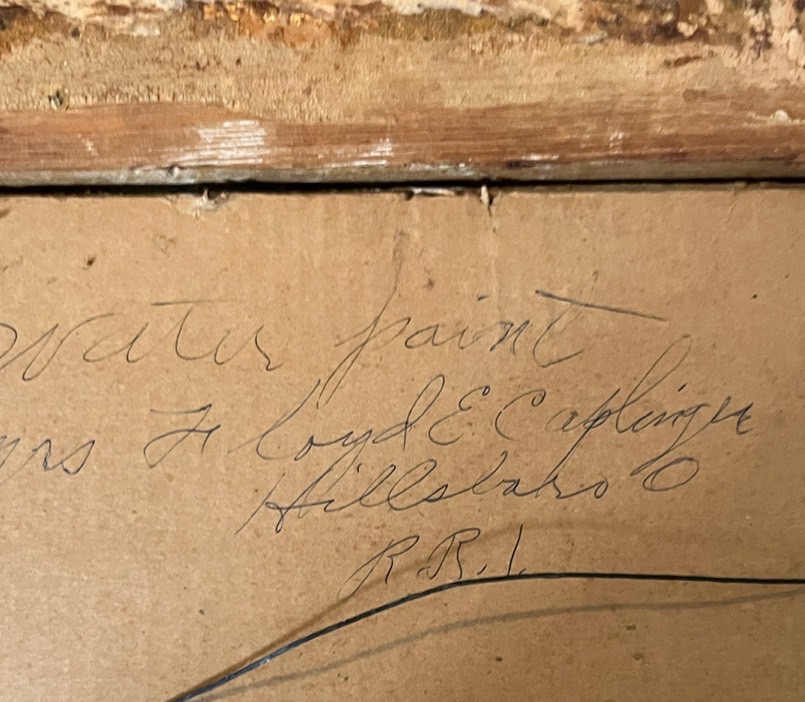 Water paint
Mrs Floyd E Caplinger
Hillsboro O
R.R.1.